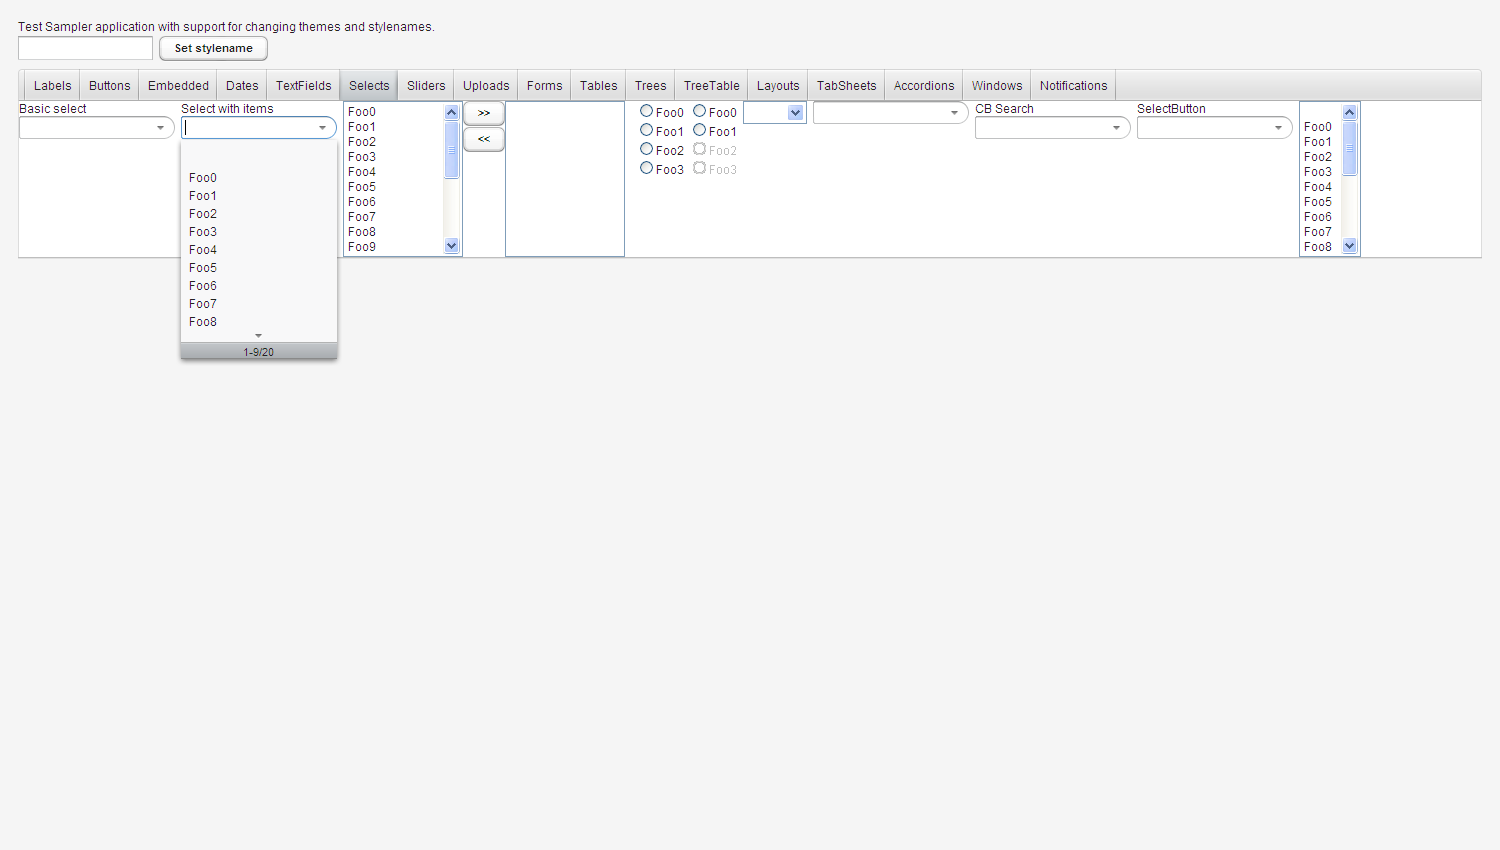 Test Sampler application with support for changing themes and stylenames.
Set stylename
Labels Buttons Embedded Dates TextFields Selects Sliders Uploads Forms Tables Trees TreeTable Layouts TabSheets Accordions Windows Notifications
Basic select
Select with items
Foo0
Foo1
Foo2
Foo3
Foo4
Foo5
Foo6
Foo7
Foo8
1-9/20
Foo0
Foo1
Foo2
Foo3
Foo4
Foo5
Foo6
Foo7
Foo8
Foo9
>>
<<
Foo0
Foo1
Foo2
Foo3
Foo0
Foo1
Foo2
Foo3
CB Search
SelectButton
Foo0
Foo1
Foo2
Foo3
Foo4
Foo5
Foo6
Foo7
Foo8